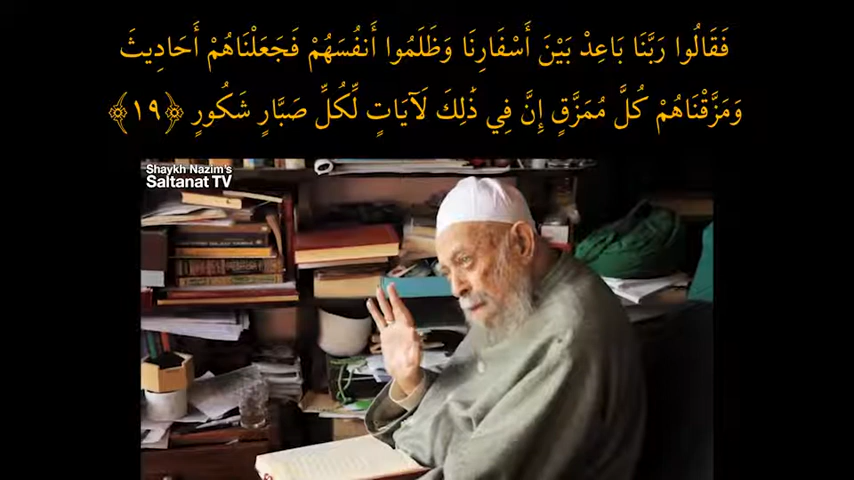 فَقَالُوا رَبَّنَا بَاعِدْ بَيْنَ أَسْفَارِنَا وَظَلَمُوا أَنفُسَهُمْ فَجَعَلْنَاهُمْ أَحَادِيثَ
وَمَزَّقْنَاهُمْ كُلَّ مُمَزَّقٍ إِنَّ فِي ذَٰلِكَ لَآيَاتٍ لِّكُلِّ صَبَّارٍ شَكُورٍ ﴿١٩﴾
Shaykh Nazim's
Saltanat TV